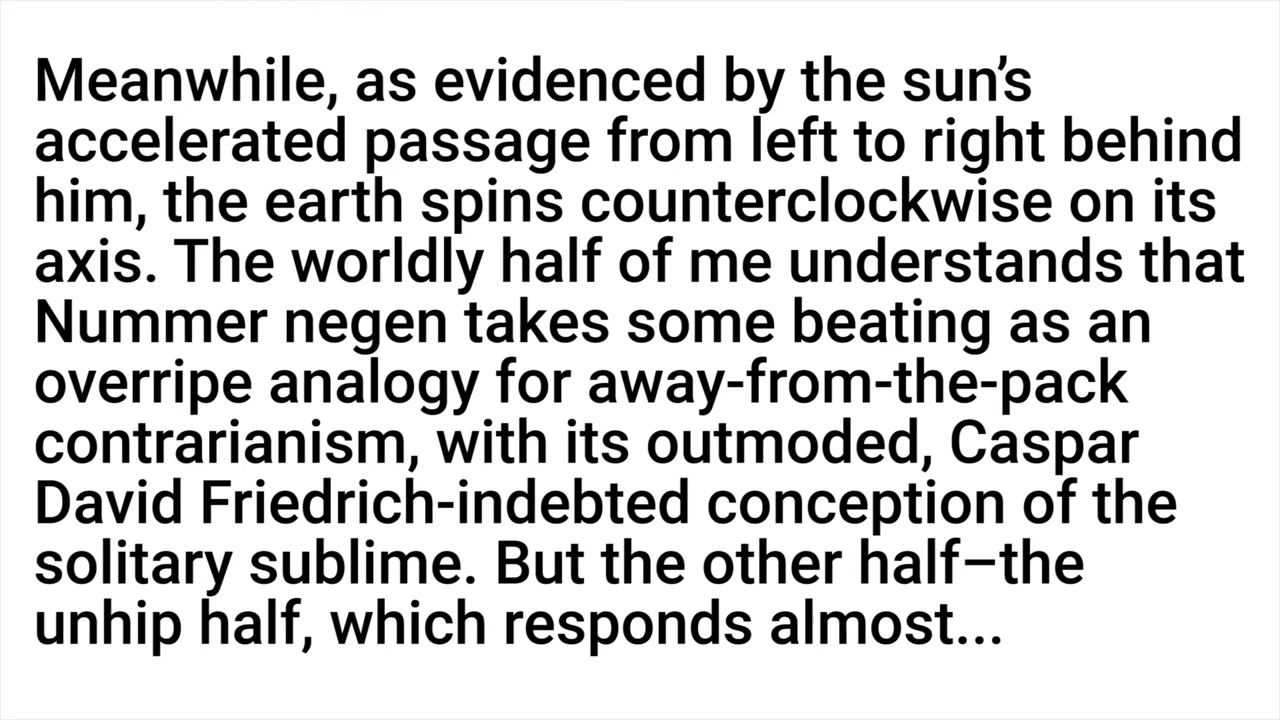 Meanwhile, as evidenced by the sun’s
accelerated passage from left to right behind
him, the earth spins counterclockwise on its
axis. The worldly half of me understands that
Nummer negen takes some beating as an
overripe analogy for away-from-the-pack
contrarianism, with its outmoded, Caspar
David Friedrich-indebted conception of the
solitary sublime. But the other half–the
unhip half, which responds almost...